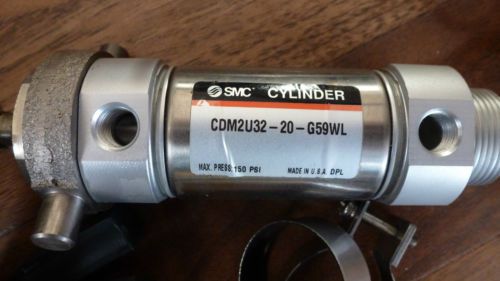 SMC CYLINDER
CDM2U32-20-G59WL
MAX. PRESS. 150 PSI MADE IN U.S.A. DPL